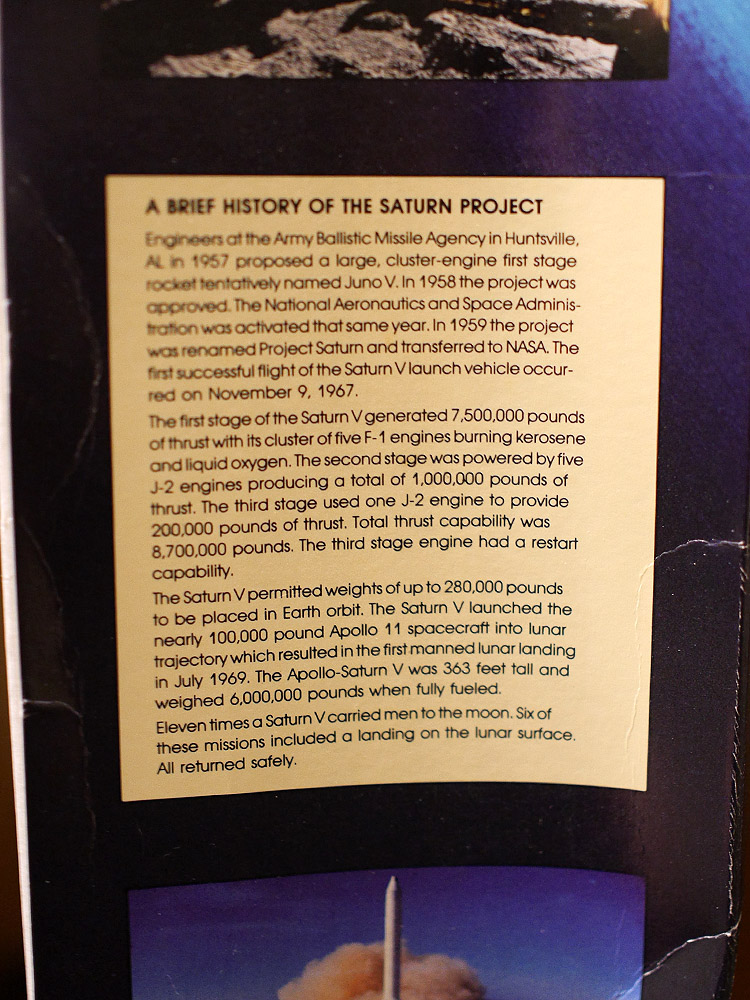 A BRIEF HISTORY OF THE SATURN PROJECT
Engineers at the Army Ballistic Missile Agency in Huntsville,
AL in 1957 proposed a large, cluster-engine first stage
rocket tentatively named Juno V. In 1958 the project was
approved. The National Aeronautics and Space Adminis-
tration was activated that same year. In 1959 the project
was renamed Project Saturn and transferred to NASA. The
first successful flight of the Saturn V launch vehicle occur-
red on November 9, 1967.
The first stage of the Saturn V generated 7,500,000 pounds
of thrust with its cluster of five F-1 engines burning kerosene
and liquid oxygen. The second stage was powered by five
J-2 engines producing a total of 1,000,000 pounds of
thrust. The third stage used one J-2 engine to provide
200,000 pounds of thrust. Total thrust capability was
8,700,000 pounds. The third stage engine had a restart
capability.
The Saturn V permitted weights of up to 280,000 pounds
to be placed in Earth orbit. The Saturn V launched the
nearly 100,000 pound Apollo 11 spacecraft into lunar
trajectory which resulted in the first manned lunar landing
in July 1969. The Apollo-Saturn V was 363 feet tall and
weighed 6,000,000 pounds when fully fueled.
Eleven times a Saturn V carried men to the moon. Six of
these missions included a landing on the lunar surface.
All returned safely.